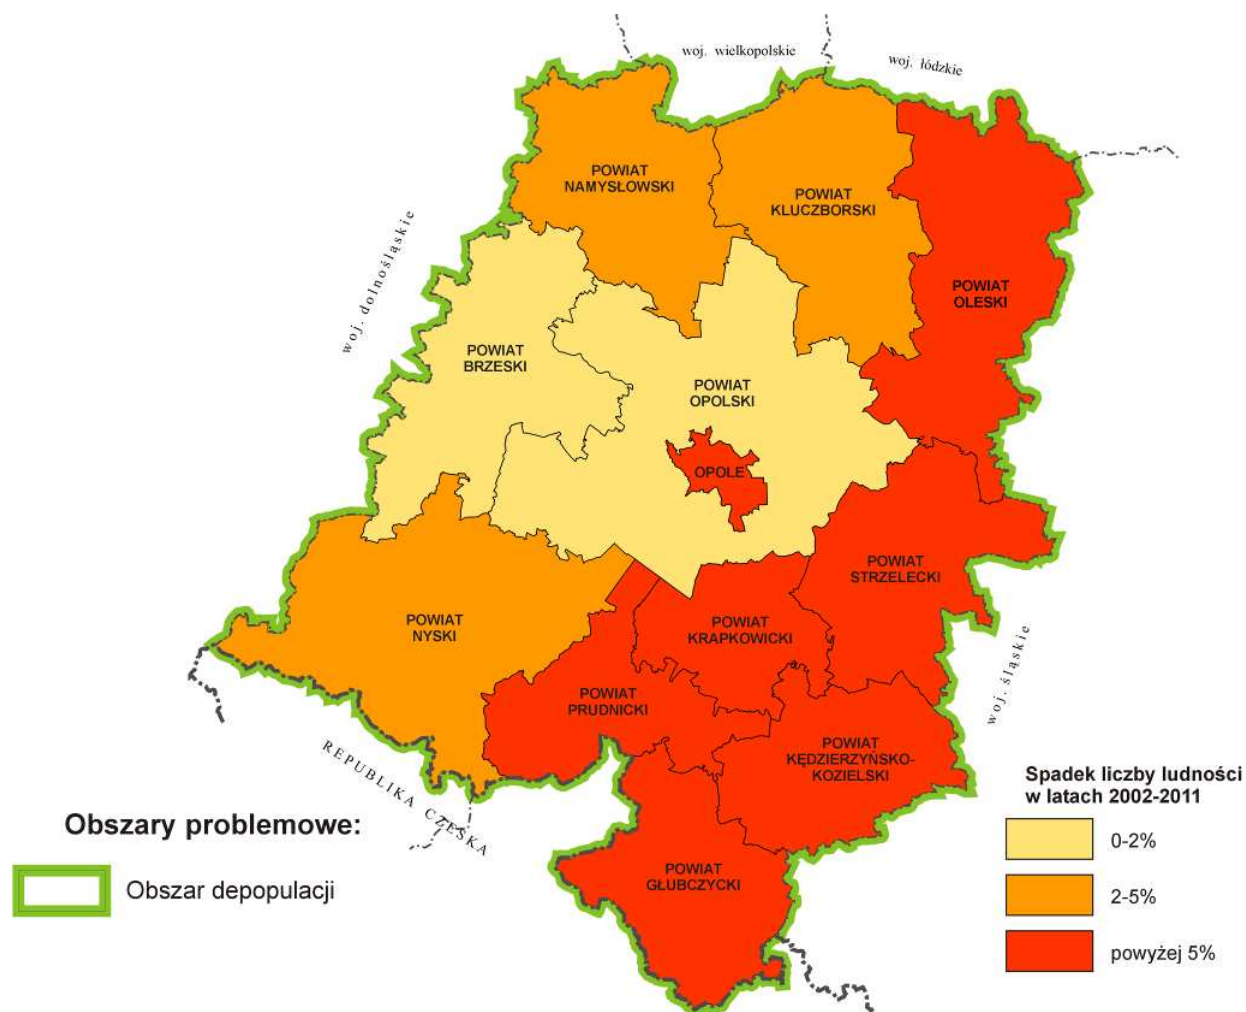 woj. wielkopolskie
woj. łódzkie
POWIAT
NAMYSŁOWSKI
POWIAT
KLUCZBORSKI
woj. dolnośląskie
POWIAT
OLESKI
POWIAT
BRZESKI
POWIAT
OPOLSKI
OPOLE
POWIAT
STRZELECKI
POWIAT
NYSKI
POWIAT
KRAPKOWICKI
woj. śląskie
POWIAT
PRUDNICKI
POWIAT
KĘDZIERZYŃSKO-
KOZIELSKI
REPUBLIKA CZESKA
POWIAT
GŁUBCZYCKI
Obszary problemowe:
Obszar depopulacji
Spadek liczby ludności
w latach 2002-2011
0-2%
2-5%
powyżej 5%